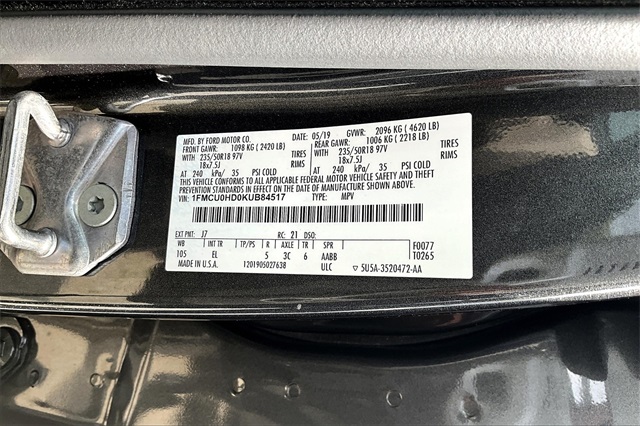 MFD. BY FORD MOTOR CO.
DATE: 05/19 GVWR: 2096 KG ( 4620 LB)
FRONT GAWR: 1098 KG ( 2420 LB) REAR GAWR: 1006 KG ( 2218 LB)
WITH 235/50R18 97V TIRES WITH 235/50R18 97V TIRES
18x7.5J RIMS 18x7.5J RIMS
AT 240 kPa/ 35 PSI COLD AT 240 kPa/ 35 PSI COLD
THIS VEHICLE CONFORMS TO ALL APPLICABLE FEDERAL MOTOR VEHICLE SAFETY, BUMPER, AND THEFT
PREVENTION STANDARDS IN EFFECT ON THE DATE OF MANUFACTURE SHOWN ABOVE.
VIN: 1FMCU0HD0KUB84517 TYPE: MPV
EXT PNT: J7 RC: 21 DSO:
WB INT TR TP/PS R AXLE TR SPR F0077
105 EL 5 3C 6 AABB T0265
MADE IN U.S.A. 1201905027638 ULC 5U5A-3520472-AA